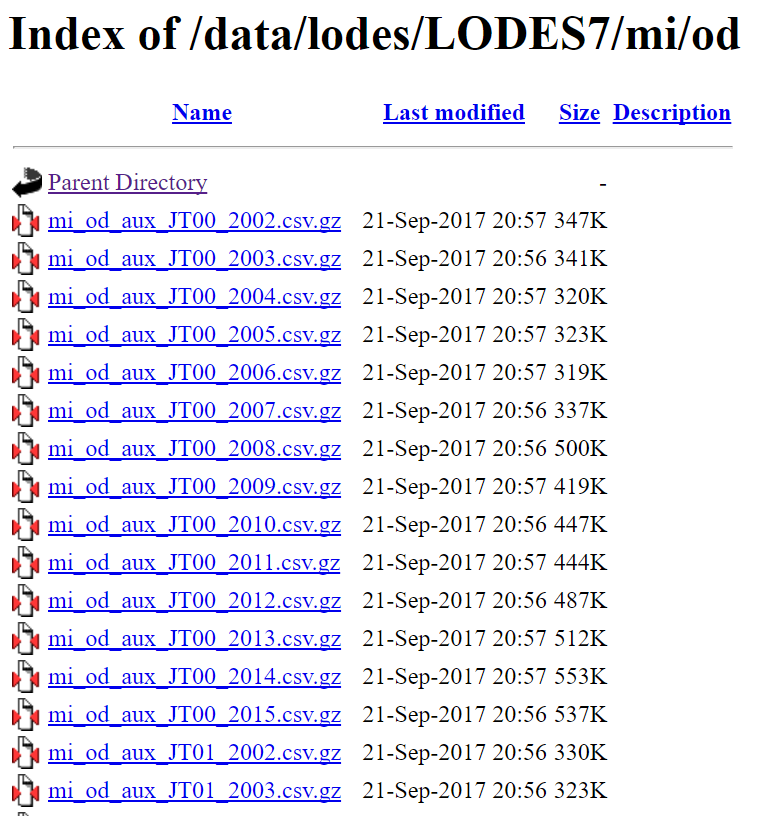 Index of /data/lodes/LODES7/mi/od
Name Last modified Size Description
Parent Directory -
mi_od_aux_JT00_2002.csv.gz 21-Sep-2017 20:57 347K
mi_od_aux_JT00_2003.csv.gz 21-Sep-2017 20:56 341K
mi_od_aux_JT00_2004.csv.gz 21-Sep-2017 20:57 320K
mi_od_aux_JT00_2005.csv.gz 21-Sep-2017 20:57 323K
mi_od_aux_JT00_2006.csv.gz 21-Sep-2017 20:57 319K
mi_od_aux_JT00_2007.csv.gz 21-Sep-2017 20:56 337K
mi_od_aux_JT00_2008.csv.gz 21-Sep-2017 20:56 500K
mi_od_aux_JT00_2009.csv.gz 21-Sep-2017 20:57 419K
mi_od_aux_JT00_2010.csv.gz 21-Sep-2017 20:56 447K
mi_od_aux_JT00_2011.csv.gz 21-Sep-2017 20:57 444K
mi_od_aux_JT00_2012.csv.gz 21-Sep-2017 20:56 487K
mi_od_aux_JT00_2013.csv.gz 21-Sep-2017 20:57 512K
mi_od_aux_JT00_2014.csv.gz 21-Sep-2017 20:57 553K
mi_od_aux_JT00_2015.csv.gz 21-Sep-2017 20:56 537K
mi_od_aux_JT01_2002.csv.gz 21-Sep-2017 20:56 330K
mi_od_aux_JT01_2003.csv.gz 21-Sep-2017 20:56 323K